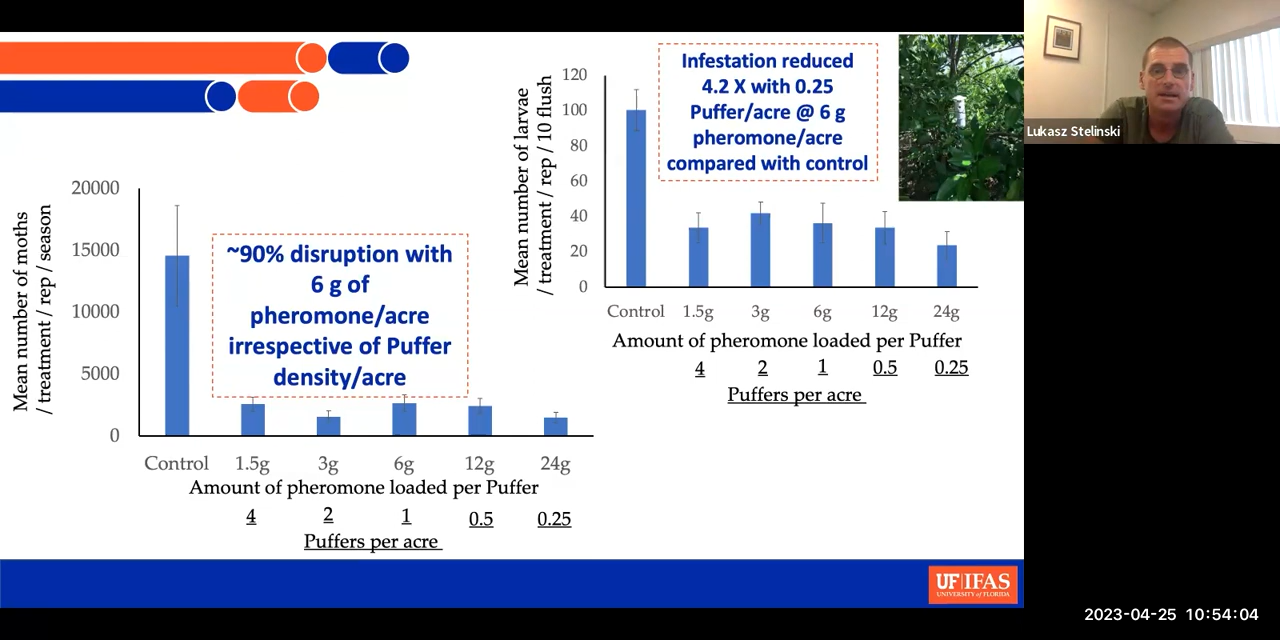 Infestation reduced
4.2 X with 0.25
Puffer/acre @ 6 g
pheromone/acre
compared with control
Mean number of larvae
/ treatment / rep / 10 flush
120
100
80
60
40
20
0
Control 1.5g 3g 6g 12g 24g
Amount of pheromone loaded per Puffer
4 2 1 0.5 0.25
Puffers per acre
Lukasz Stelinski
~90% disruption with
6 g of
pheromone/acre
irrespective of Puffer
density/acre
Mean number of moths
/ treatment / rep / season
20000
15000
10000
5000
0
Control 1.5g 3g 6g 12g 24g
Amount of pheromone loaded per Puffer
4 2 1 0.5 0.25
Puffers per acre
UF|IFAS
UNIVERSITY of FLORIDA
2023-04-25 10:54:04